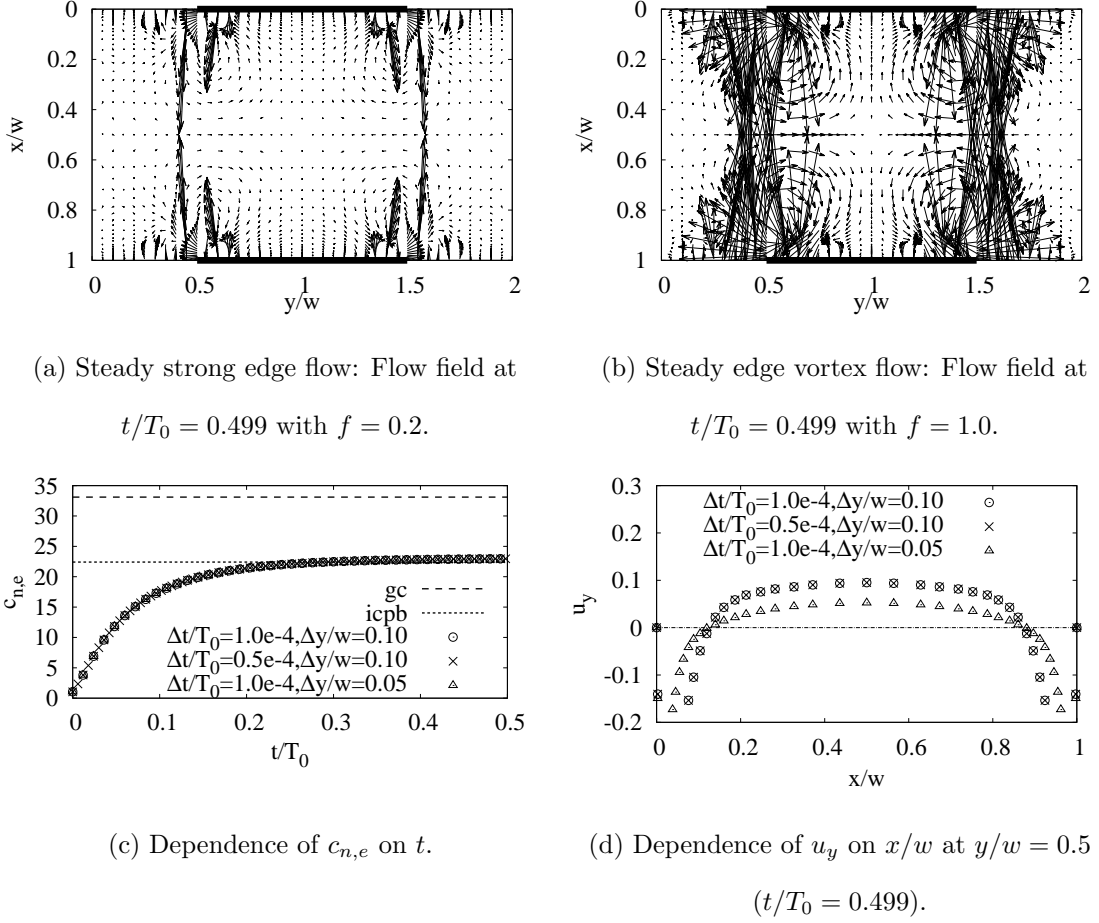 0
0.2
0.4
0.6
0.8
1
x/w
0 0.5 1 1.5 2
y/w
0
0.2
0.4
0.6
0.8
1
x/w
0 0.5 1 1.5 2
y/w
(a) Steady strong edge flow: Flow field at
t/T0 = 0.499 with f = 0.2.
(b) Steady edge vortex flow: Flow field at
t/T0 = 0.499 with f = 1.0.
35
30
25
20
15
10
5
0
cn,e
gc
icpb
Δt/T0=1.0e-4,Δy/w=0.10
Δt/T0=0.5e-4,Δy/w=0.10
Δt/T0=1.0e-4,Δy/w=0.05
0 0.1 0.2 0.3 0.4 0.5
t/T0
0.3
0.2
0.1
0
-0.1
-0.2
uy
Δt/T0=1.0e-4,Δy/w=0.10
Δt/T0=0.5e-4,Δy/w=0.10
Δt/T0=1.0e-4,Δy/w=0.05
0 0.2 0.4 0.6 0.8 1
x/w
(c) Dependence of cn,e on t.
(d) Dependence of uy on x/w at y/w = 0.5
(t/T0 = 0.499).